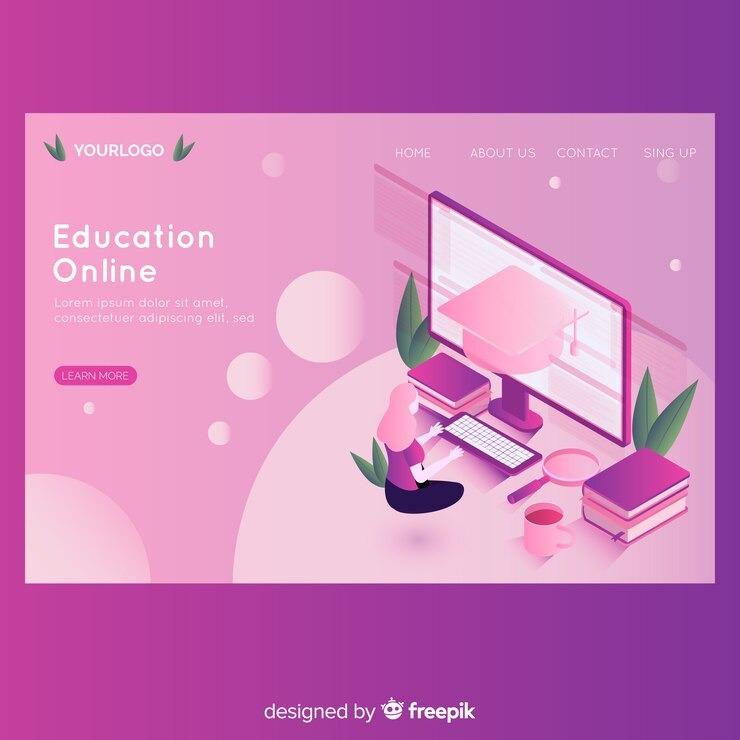 YOURLOGO
HOME ABOUT US CONTACT SING UP
Education
Online
Lorem ipsum dolor sit amet,
consectetuer adipiscing elit, sed
LEARN MORE
designed by freepik